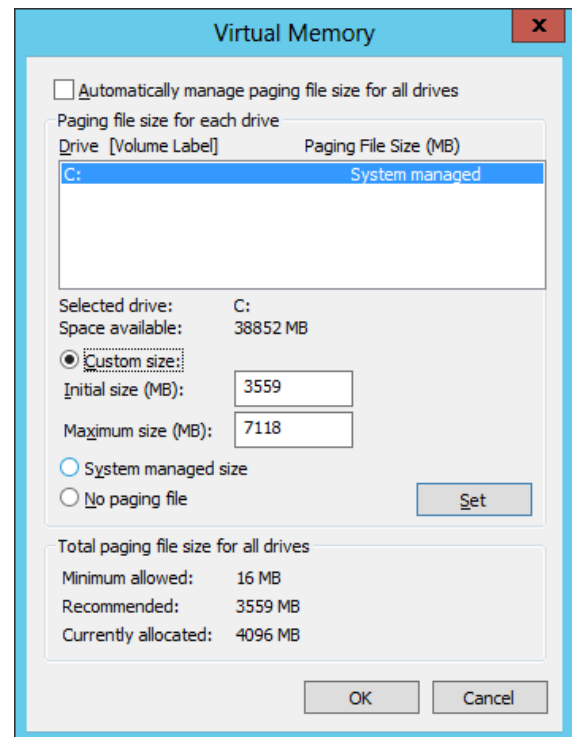 Virtual Memory
x
Automatically manage paging file size for all drives
Paging file size for each drive
Drive [Volume Label] Paging File Size (MB)
C: System managed
Selected drive: C:
Space available: 38852 MB
Custom size:
Initial size (MB): 3559
Maximum size (MB): 7118
System managed size
No paging file Set
Total paging file size for all drives
Minimum allowed: 16 MB
Recommended: 3559 MB
Currently allocated: 4096 MB
OK Cancel